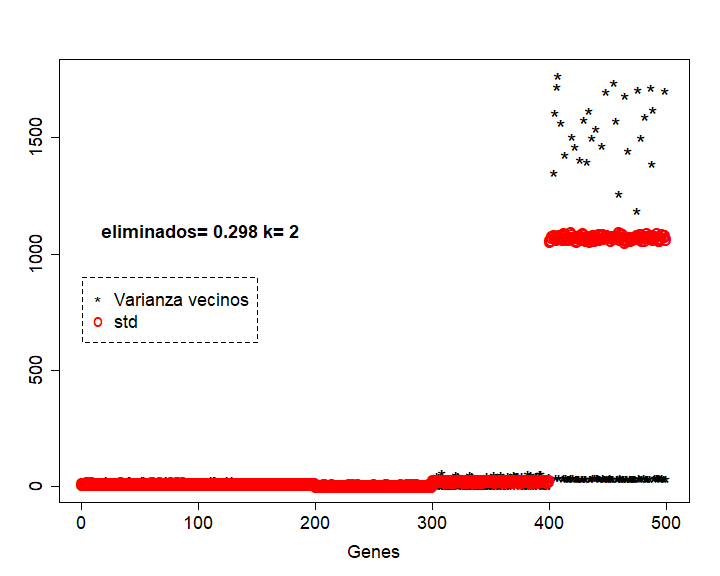 1500
1000
500
0
eliminados= 0.298 k= 2
* Varianza vecinos
o std
0 100 200 300 400 500
Genes